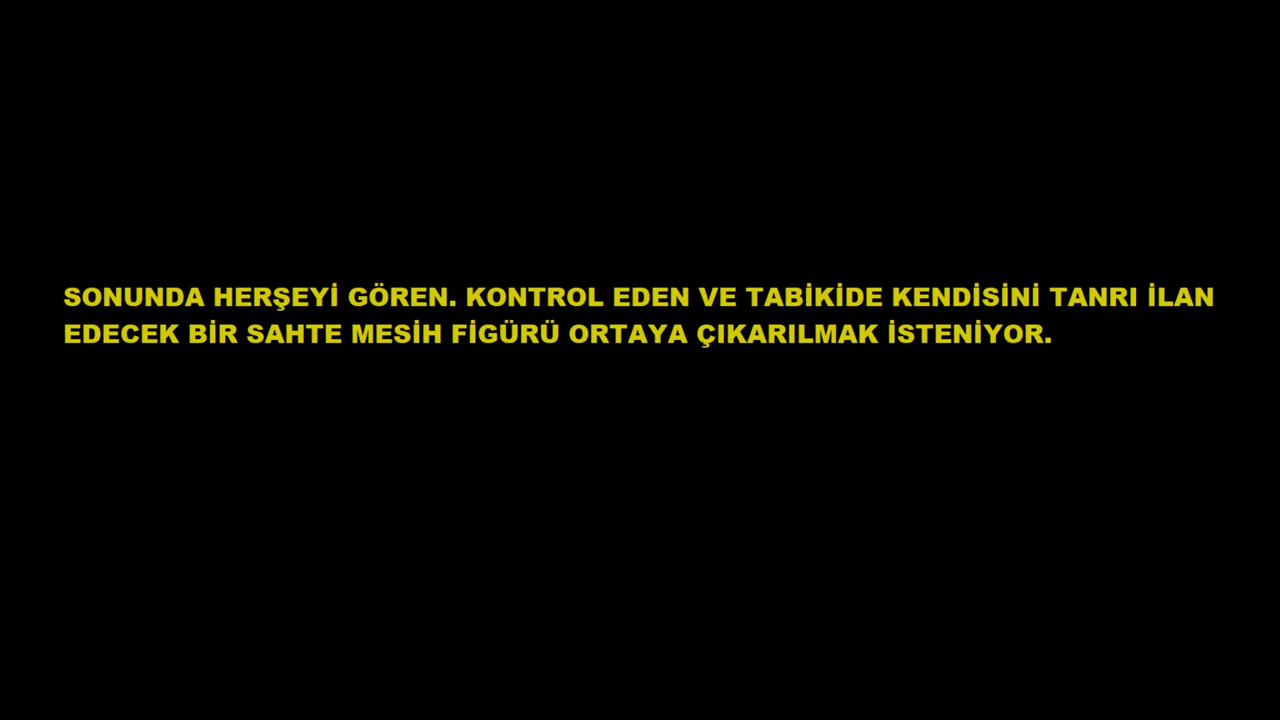 SONUNDA HERŞEYİ GÖREN. KONTROL EDEN VE TABİKİDE KENDİSİNİ TANRI İLAN
EDECEK BİR SAHTE MESİH FİGÜRÜ ORTAYA ÇIKARILMAK İSTENİYOR.